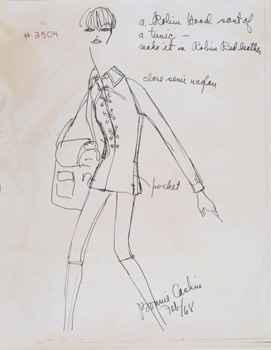 # 2504
a Robin Hood sort of
a tunic —
make it in Robin Red leather
close semi raglan
pocket
Bonnie Cashin
Feb/68